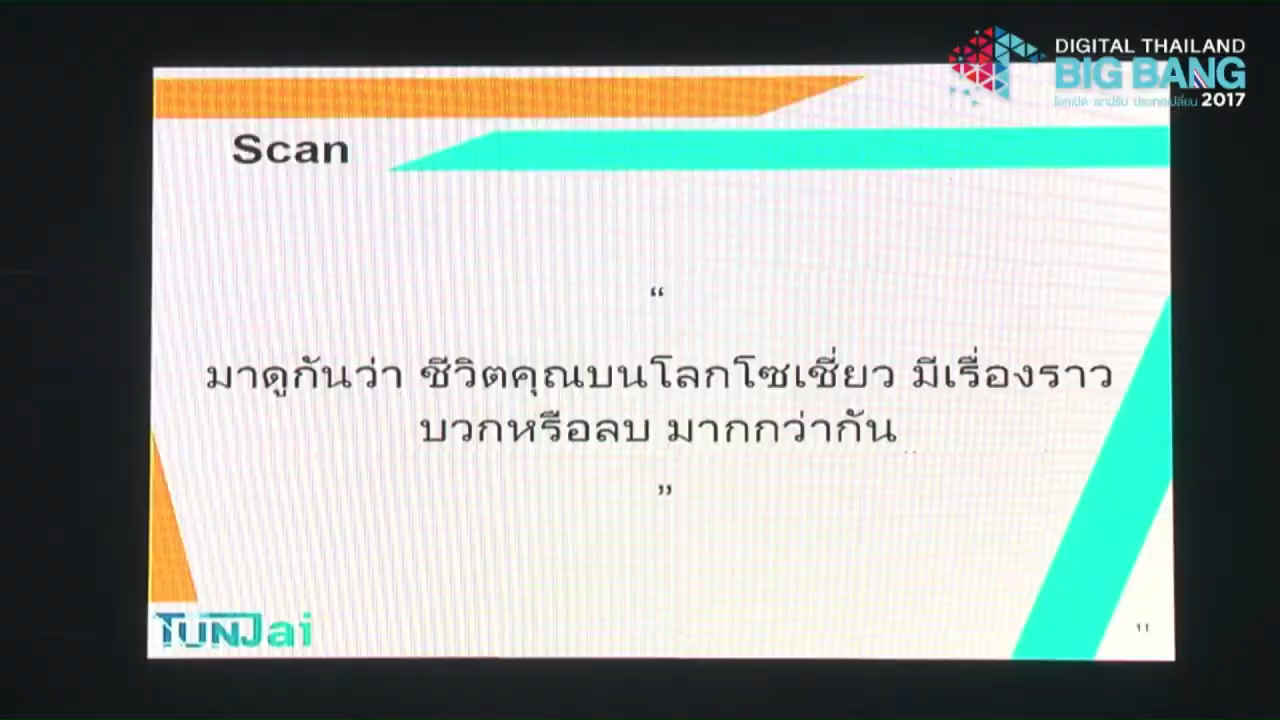 DIGITAL THAILAND
BIG BANG
2017
Scan
“
มาดูกันว่า ชีวิตคุณบนโลกโซเชี่ยว มีเรื่องราว
บวกหรือลบ มากกว่ากัน
”
TUNJai
11